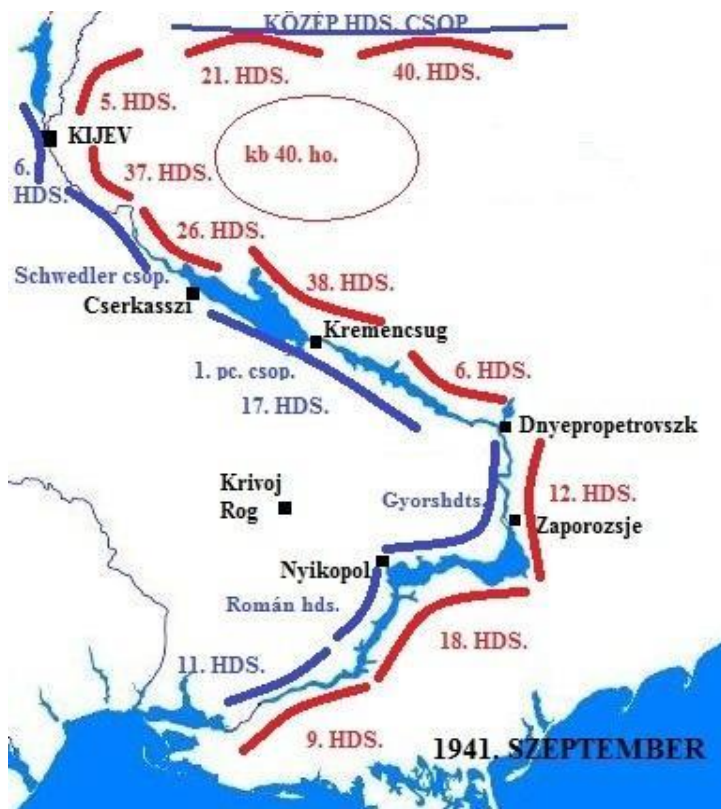 KÖZÉP HDS. CSOP
21. HDS.
40. HDS.
5. HDS.
KIJEV
6.
HDS.
37. HDS.
kb 40. ho.
26. HDS.
Schwedler csop.
Cserkasszi
38. HDS.
Kremencsug
1. pc. csop.
17. HDS.
6. HDS.
Dnyepropetrovszk
Krivoj
Rog
Gyorshdts.
12. HDS.
Zaporozsje
Nyikopol
Román hds.
18. HDS.
11. HDS.
9. HDS.
1941. SZEPTEMBER